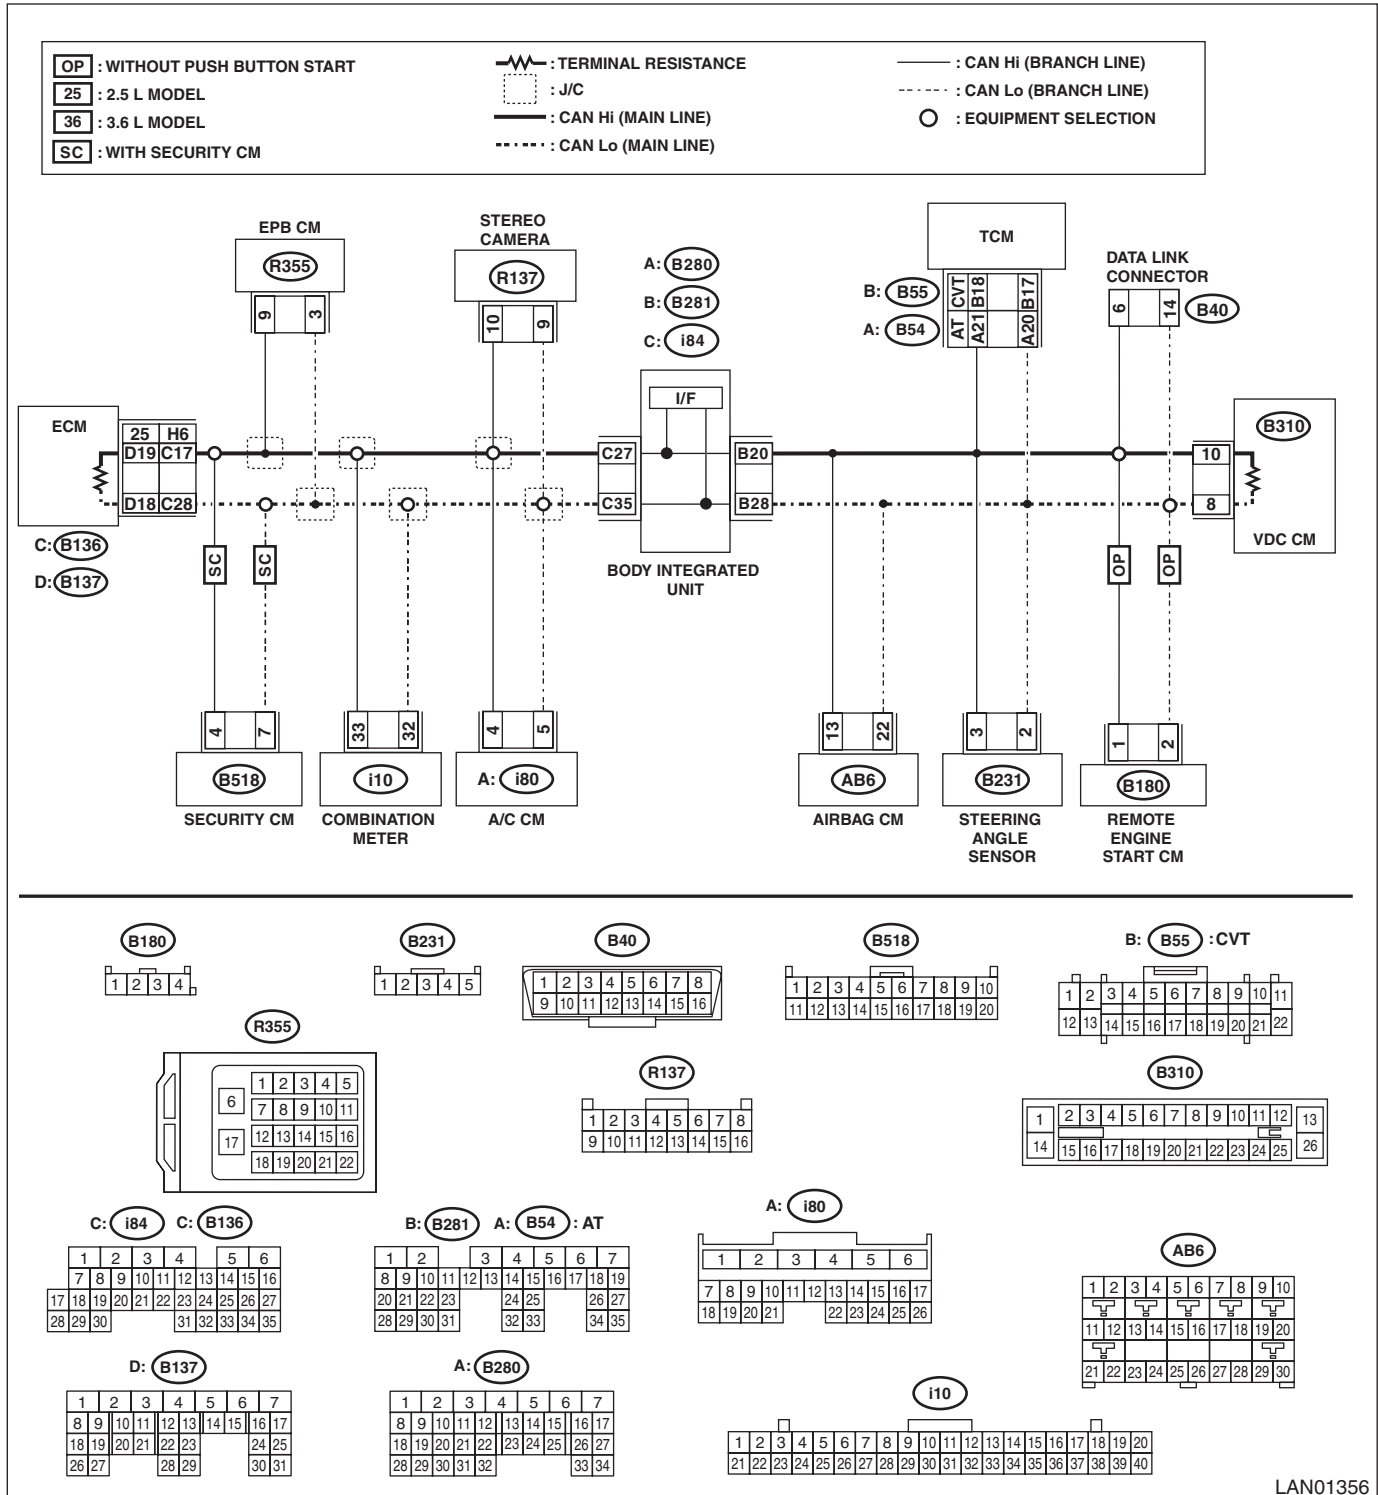 OP : WITHOUT PUSH BUTTON START
25 : 2.5 L MODEL
36 : 3.6 L MODEL
SC : WITH SECURITY CM
: TERMINAL RESISTANCE
: J/C
: CAN Hi (MAIN LINE)
: CAN Lo (MAIN LINE)
: CAN Hi (BRANCH LINE)
: CAN Lo (BRANCH LINE)
: EQUIPMENT SELECTION
EPB CM
R355
9 3
STEREO
CAMERA
R137
10 9
A: B280
B: B281
C: i84
TCM
B: B55
A: B54
CVT B18 B17
AT A21 A20
DATA LINK
CONNECTOR
6 14
B40
ECM
25 H6
D19 C17
D18 C28
C: B136
D: B137
I/F
C27 B20
C35 B28
BODY INTEGRATED
UNIT
B310
10
8
VDC CM
SC SC
OP OP
4 7
B518
SECURITY CM
33 32
i10
COMBINATION
METER
4 5
A: i80
A/C CM
13 22
AB6
AIRBAG CM
3 2
B231
STEERING
ANGLE
SENSOR
1 2
B180
REMOTE
ENGINE
START CM
B180
1 2 3 4
B231
1 2 3 4 5
B40
1 2 3 4 5 6 7 8
9 10 11 12 13 14 15 16
B518
1 2 3 4 5 6 7 8 9 10
11 12 13 14 15 16 17 18 19 20
B: B55 : CVT
1 2 3 4 5 6 7 8 9 10 11
12 13 14 15 16 17 18 19 20 21 22
R355
1 2 3 4 5
6
7 8 9 10 11
17
12 13 14 15 16
18 19 20 21 22
R137
1 2 3 4 5 6 7 8
9 10 11 12 13 14 15 16
B310
1 2 3 4 5 6 7 8 9 10 11 12 13
14 15 16 17 18 19 20 21 22 23 24 25 26
C: i84 C: B136
1 2 3 4 5 6
7 8 9 10 11 12 13 14 15 16
17 18 19 20 21 22 23 24 25 26 27
28 29 30 31 32 33 34 35
B: B281 A: B54 : AT
1 2 3 4 5 6 7
8 9 10 11 12 13 14 15 16 17 18 19
20 21 22 23 24 25 26 27
28 29 30 31 32 33 34 35
A: i80
1 2 3 4 5 6
7 8 9 10 11 12 13 14 15 16 17
18 19 20 21 22 23 24 25 26
AB6
1 2 3 4 5 6 7 8 9 10
11 12 13 14 15 16 17 18 19 20
21 22 23 24 25 26 27 28 29 30
D: B137
1 2 3 4 5 6 7
8 9 10 11 12 13 14 15 16 17
18 19 20 21 22 23 24 25
26 27 28 29 30 31
A: B280
1 2 3 4 5 6 7
8 9 10 11 12 13 14 15 16 17
18 19 20 21 22 23 24 25 26 27
28 29 30 31 32 33 34
i10
1 2 3 4 5 6 7 8 9 10 11 12 13 14 15 16 17 18 19 20
21 22 23 24 25 26 27 28 29 30 31 32 33 34 35 36 37 38 39 40
LAN01356